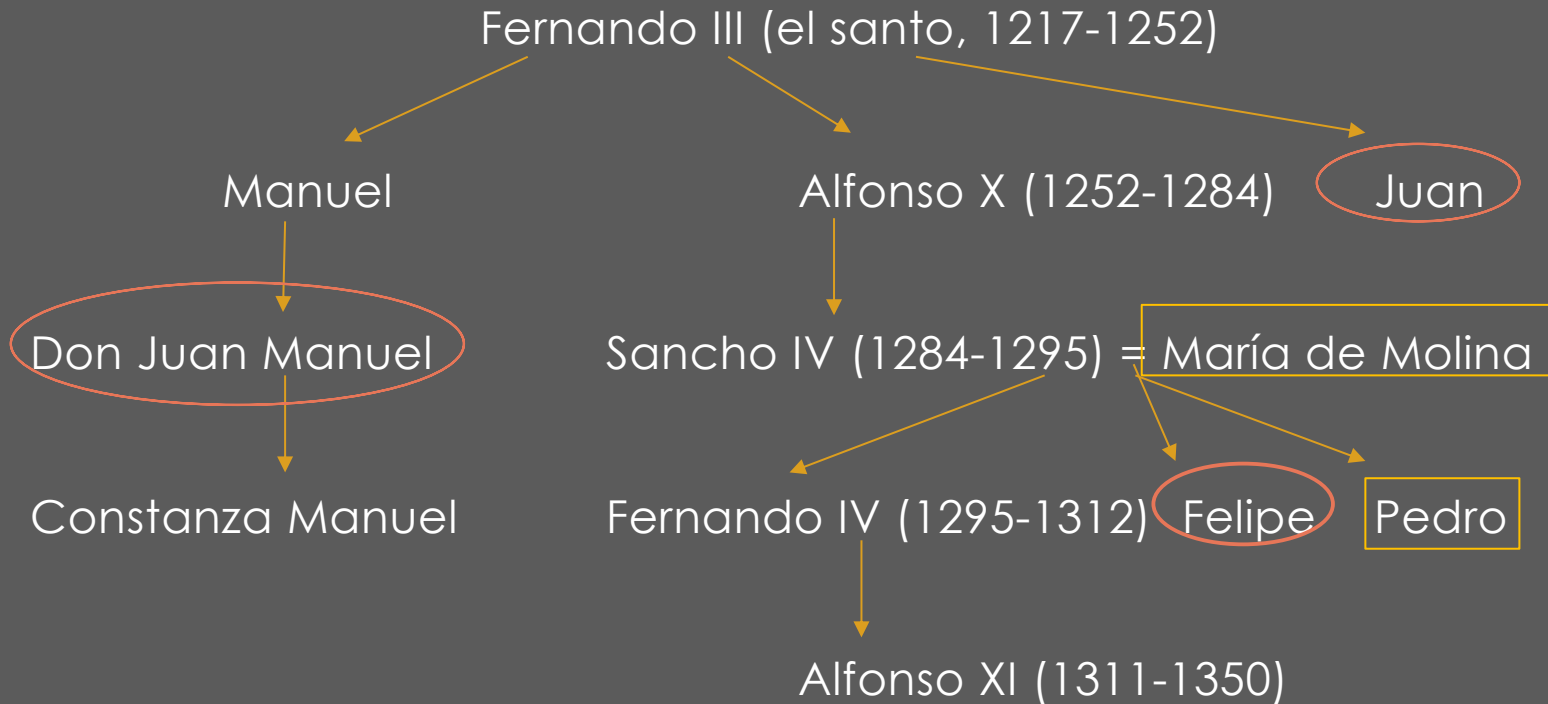 Fernando III (el santo, 1217-1252)
Manuel
Alfonso X (1252-1284)
Juan
Don Juan Manuel
Sancho IV (1284-1295) = María de Molina
Constanza Manuel
Fernando IV (1295-1312)
Felipe
Pedro
Alfonso XI (1311-1350)